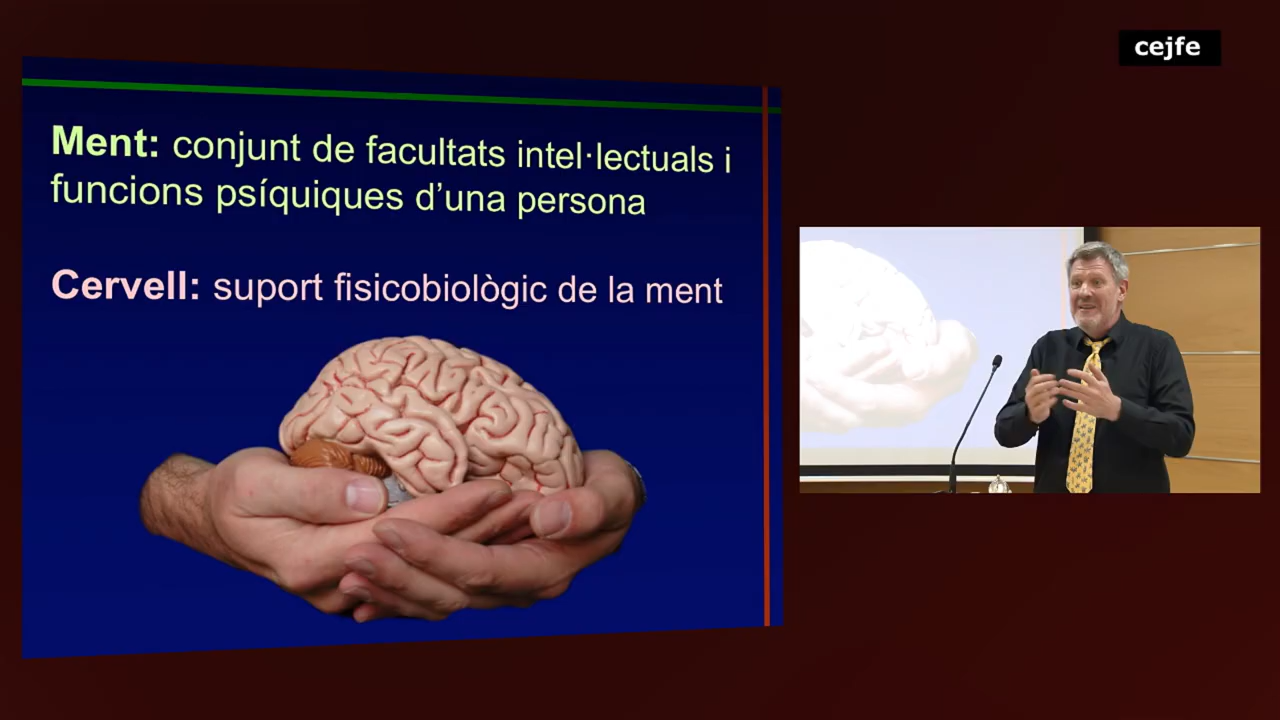 cejfe
Ment: conjunt de facultats intel·lectuals i
funcions psíquiques d’una persona
Cervell: suport fisicobiològic de la ment